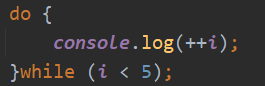 do {
    console.log(++i);
}while (i < 5);